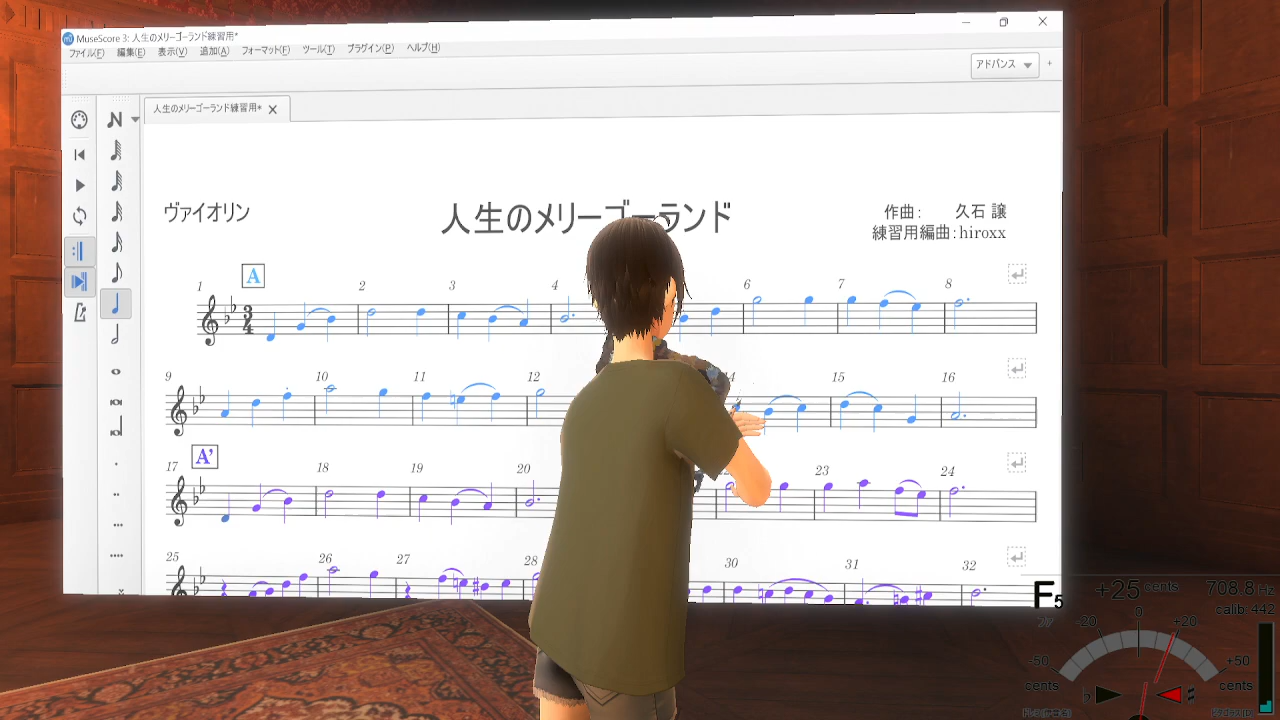 MuseScore 3: 人生のメリーゴーランド練習用*
ファイル(F) 編集(E) 表示(V) 追加(A) フォーマット(F) ツール(T) プラグイン(P) ヘルプ(H)
アドバンス
人生のメリーゴーランド練習用*
ヴァイオリン
人生のメリーゴーランド
作曲: 久石 譲
練習用編曲:hiroxx
A
1 2 3 4 6 7 8
3
4
9 10 11 12 14 15 16
A'
17 18 19 20 23 24
25 26 27 28 30 31 32
F5
+25 cents 708.8 Hz
calib. 442
-20 0 +20
-50 +50
cents cents